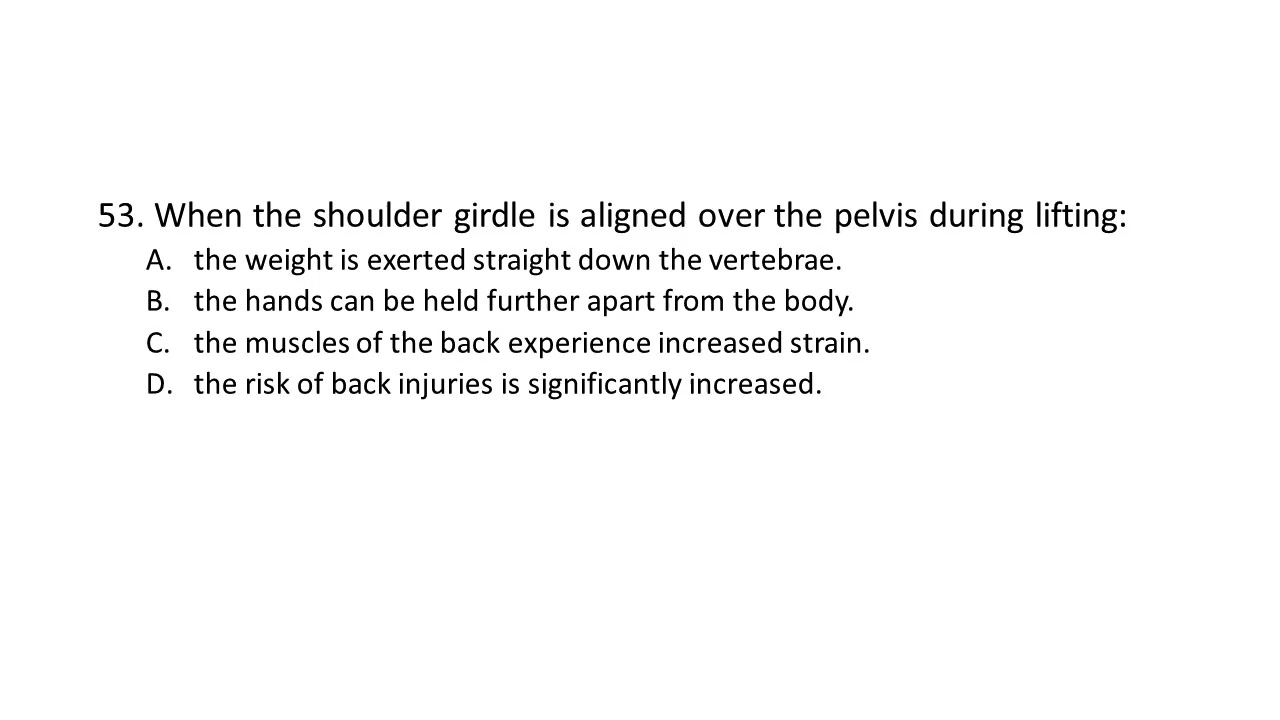 53. When the shoulder girdle is aligned over the pelvis during lifting:
A. the weight is exerted straight down the vertebrae.
B. the hands can be held further apart from the body.
C. the muscles of the back experience increased strain.
D. the risk of back injuries is significantly increased.